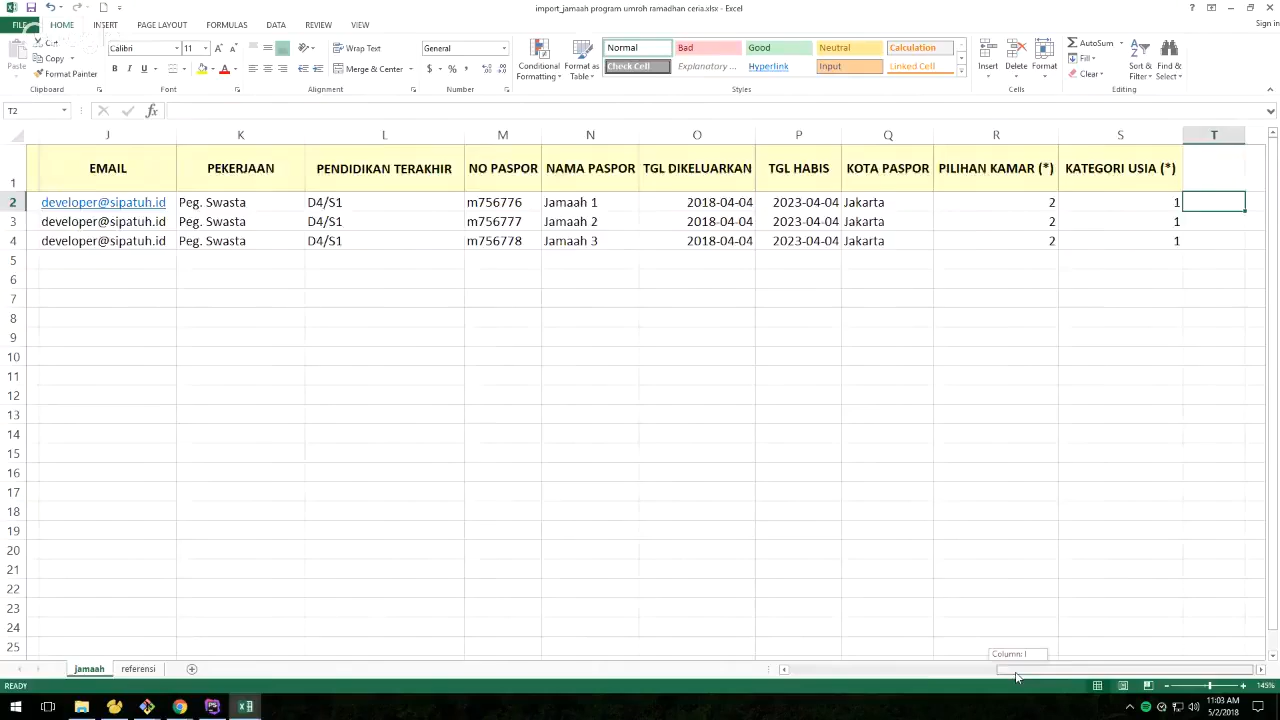 import_jamaah program umroh ramadhan ceria.xlsx - Excel
Sign in
FILE HOME INSERT PAGE LAYOUT FORMULAS DATA REVIEW VIEW
Paste
Cut
Copy
Format Painter
Clipboard
Calibri 11
B I U
Font
Wrap Text
Merge & Center
Alignment
General
$ % ,
Number
Conditional Formatting
Format as Table
Normal Bad Good Neutral Calculation
Check Cell Explanatory ... Hyperlink Input Linked Cell
Styles
Insert Delete Format
Cells
AutoSum
Fill
Clear
Sort & Filter
Find & Select
Editing
T2
fx
J K L M N O P Q R S T
1 EMAIL PEKERJAAN PENDIDIKAN TERAKHIR NO PASPOR NAMA PASPOR TGL DIKELUARKAN TGL HABIS KOTA PASPOR PILIHAN KAMAR (*) KATEGORI USIA (*)
2 developer@sipatuh.id Peg. Swasta D4/S1 m756776 Jamaah 1 2018-04-04 2023-04-04 Jakarta 2 1
3 developer@sipatuh.id Peg. Swasta D4/S1 m756777 Jamaah 2 2018-04-04 2023-04-04 Jakarta 2 1
4 developer@sipatuh.id Peg. Swasta D4/S1 m756778 Jamaah 3 2018-04-04 2023-04-04 Jakarta 2 1
5
6
7
8
9
10
11
12
13
14
15
16
17
18
19
20
21
22
23
24
25
Column: I
jamaah referensi
READY
145%
11:03 AM
5/2/2018